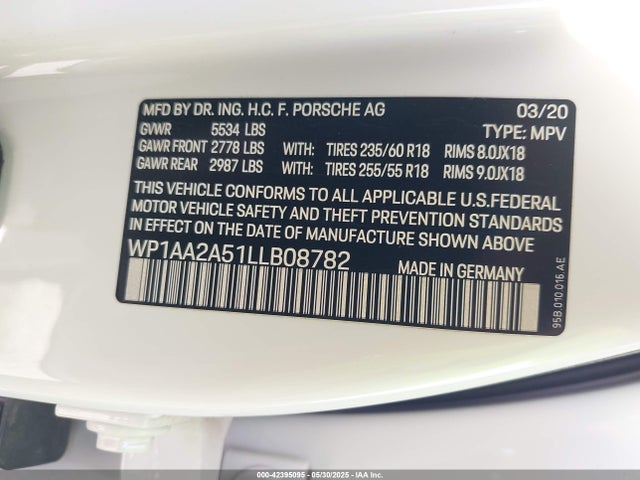 MFD BY DR. ING. H.C. F. PORSCHE AG 03/20
GVWR 5534 LBS TYPE: MPV
GAWR FRONT 2778 LBS WITH: TIRES 235/60 R18 RIMS 8.0JX18
GAWR REAR 2987 LBS WITH: TIRES 255/55 R18 RIMS 9.0JX18
THIS VEHICLE CONFORMS TO ALL APPLICABLE U.S.FEDERAL
MOTOR VEHICLE SAFETY AND THEFT PREVENTION STANDARDS
IN EFFECT ON THE DATE OF MANUFACTURE SHOWN ABOVE
WP1AA2A51LLB08782 MADE IN GERMANY
95B.010.016.AE
000-42395095 - 05/30/2025 - IAAI, Inc.